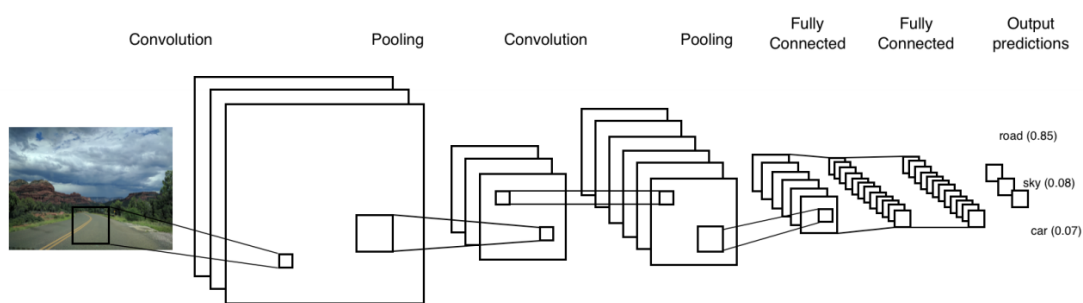 Convolution
Pooling
Convolution
Pooling
Fully
Connected
Fully
Connected
Output
predictions
road (0.85)
sky (0.08)
car (0.07)